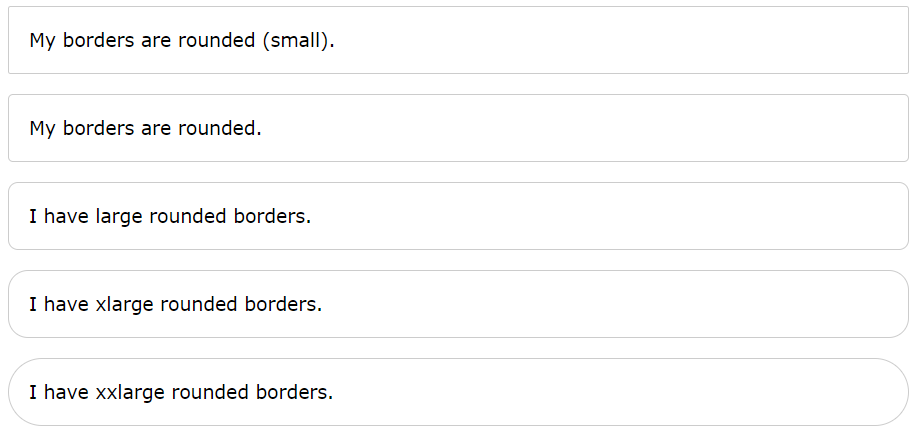 My borders are rounded (small).
My borders are rounded.
I have large rounded borders.
I have xlarge rounded borders.
I have xxlarge rounded borders.